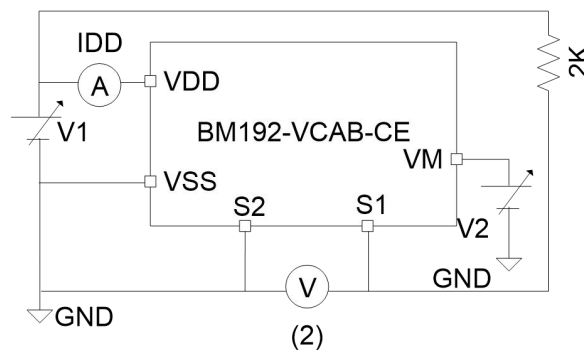 IDD
A
VDD
2K
V1
BM192-VCAB-CE
VM
VSS
S2
S1
V2
V
GND
GND
(2)